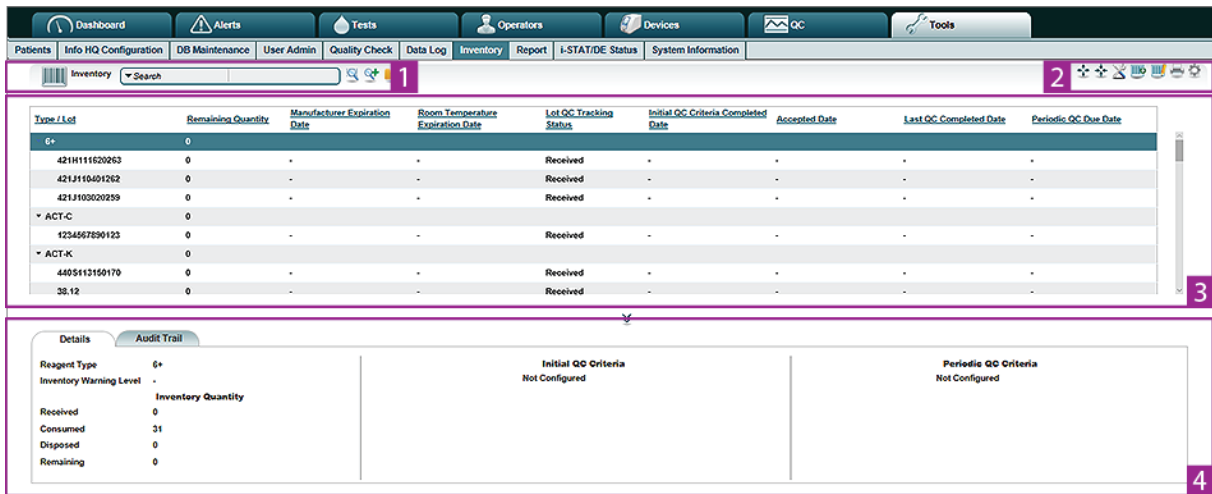 Dashboard Alerts Tests Operators Devices QC Tools
Patients Info HQ Configuration DB Maintenance User Admin Quality Check Data Log Inventory Report i-STAT/DE Status System Information
Inventory Search 1 2
Type / Lot Remaining Quantity Manufacturer Expiration Date Room Temperature Expiration Date Lot QC Tracking Status Initial QC Criteria Completed Date Accepted Date Last QC Completed Date Periodic QC Due Date
6+ 0
421H111620263 0 - - Received - - - -
421J110401262 0 - - Received - - - -
421J103020259 0 - - Received - - - -
ACT-C 0
1234567890123 0 - - Received - - - -
ACT-K 0
440S113150170 0 - - Received - - - -
38.12 0 - - Received - - - -
3
Details Audit Trail
Reagent Type 6+ Initial QC Criteria Periodic QC Criteria
Inventory Warning Level - Not Configured Not Configured
Inventory Quantity
Received 0
Consumed 31
Disposed 0
Remaining 0
4